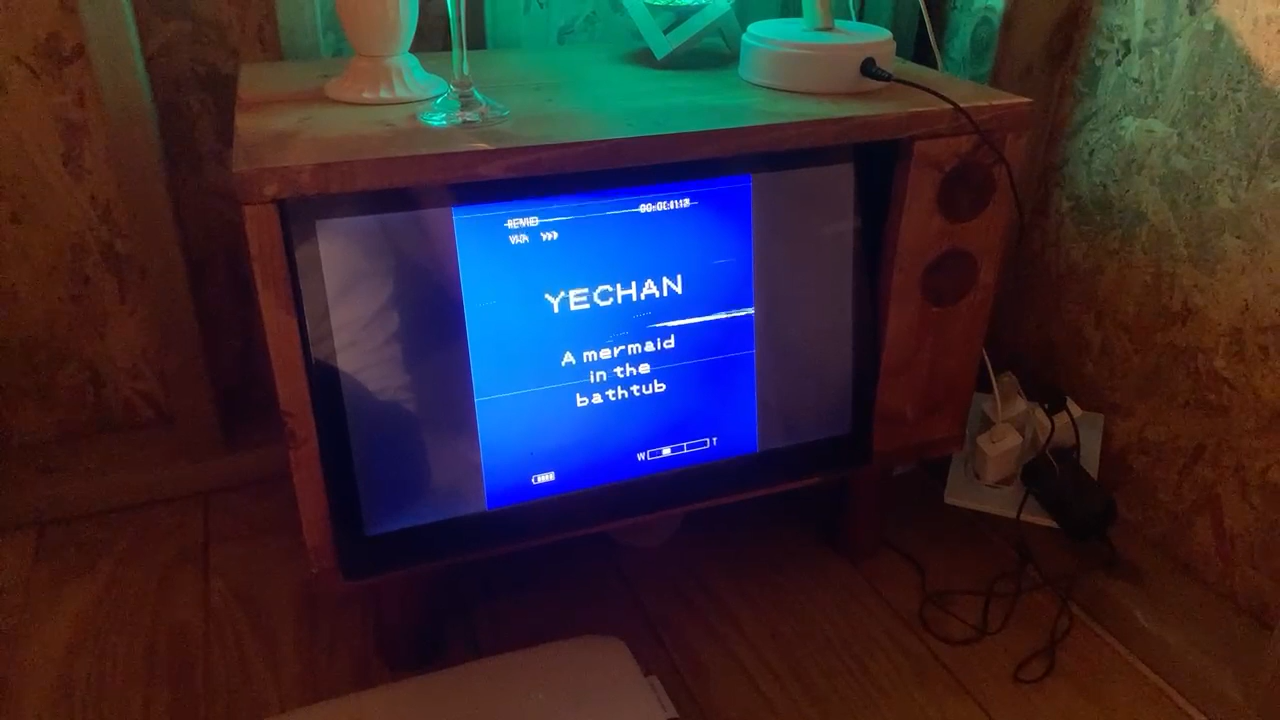 YECHAN
A mermaid
in the
bathtub
W T